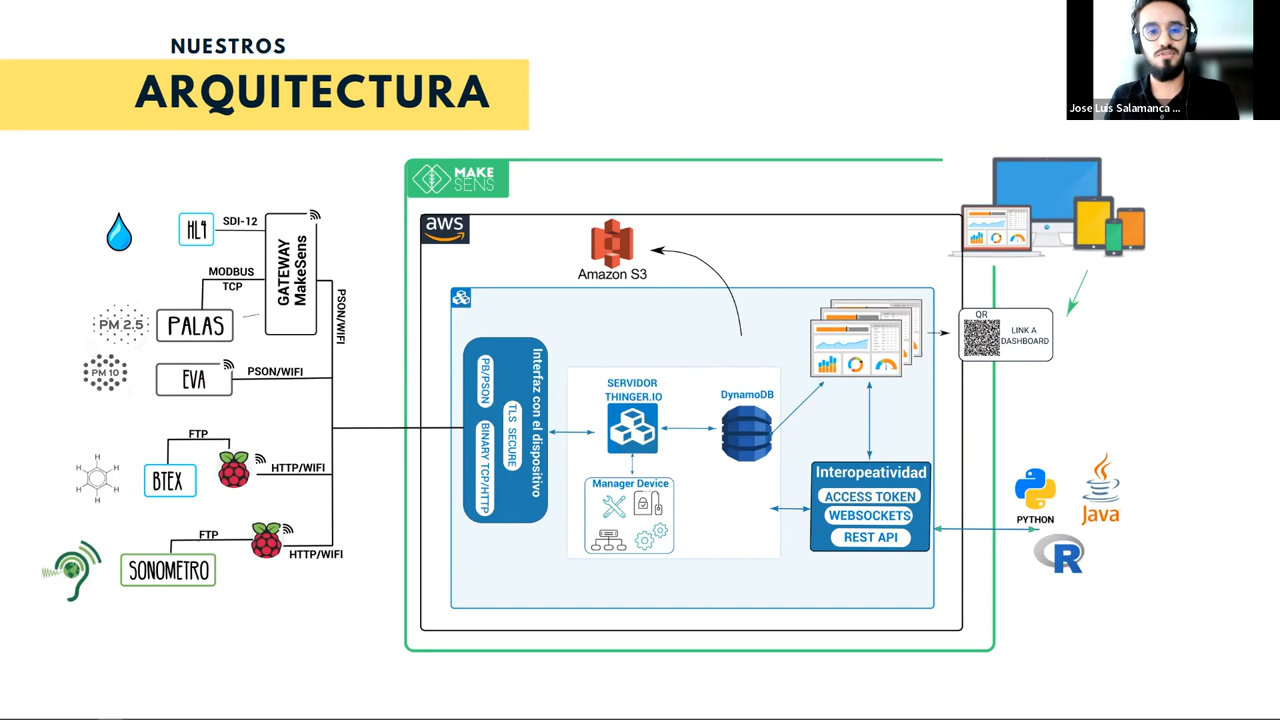 NUESTROS
ARQUITECTURA
Jose Luis Salamanca ...
MAKE
SENS
aws
Amazon S3
HL4
SDI-12
GATEWAY
MakeSens
MODBUS
TCP
PM 2.5
PALAS
PSON/WIFI
PM 10
EVA
PSON/WIFI
FTP
BTEX
HTTP/WIFI
H
H
H
H
H
H
FTP
SONOMETRO
HTTP/WIFI
Interfaz con el dispositivo
PB/PSON
TLS SECURE
BINARY TCP/HTTP
SERVIDOR
THINGER.IO
DynamoDB
Manager Device
Interopeatividad
ACCESS TOKEN
WEBSOCKETS
REST API
QR
LINK A
DASHBOARD
PYTHON
Java
R